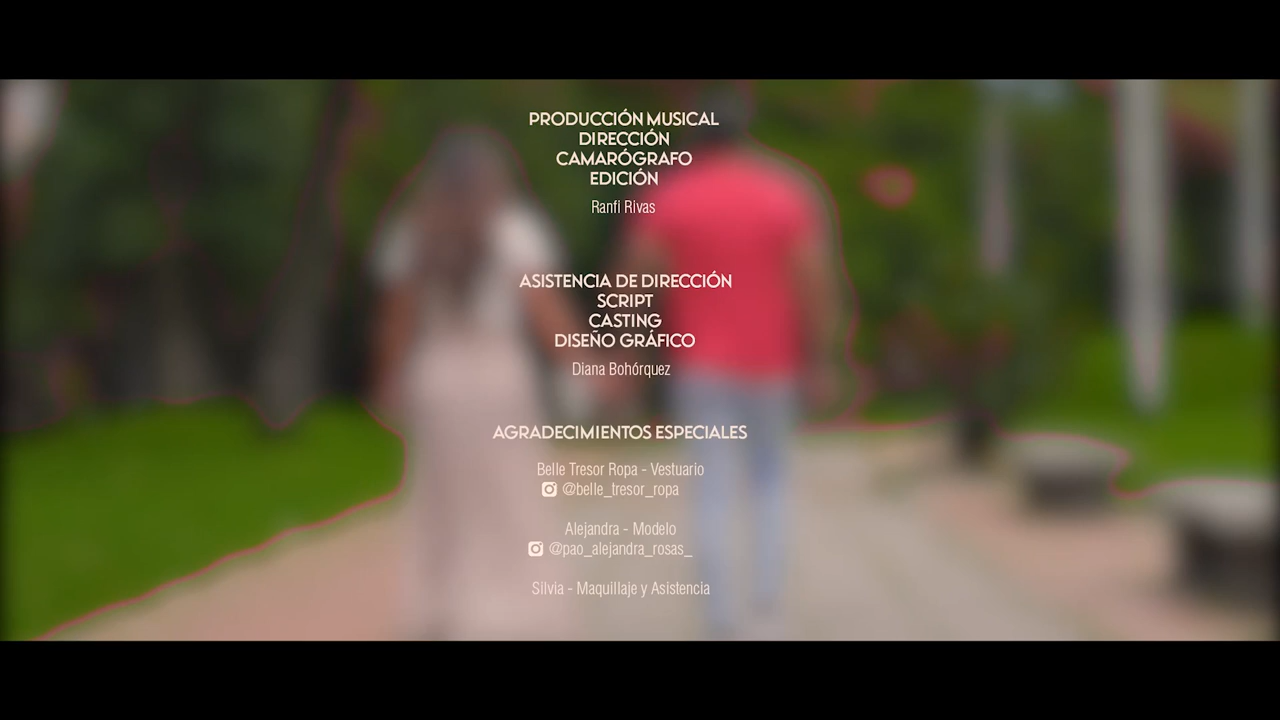 PRODUCCIÓN MUSICAL
DIRECCIÓN
CAMARÓGRAFO
EDICIÓN
Ranfi Rivas
ASISTENCIA DE DIRECCIÓN
SCRIPT
CASTING
DISEÑO GRÁFICO
Diana Bohórquez
AGRADECIMIENTOS ESPECIALES
Belle Tresor Ropa - Vestuario
@belle_tresor_ropa
Alejandra - Modelo
@pao_alejandra_rosas_
Silvia - Maquillaje y Asistencia